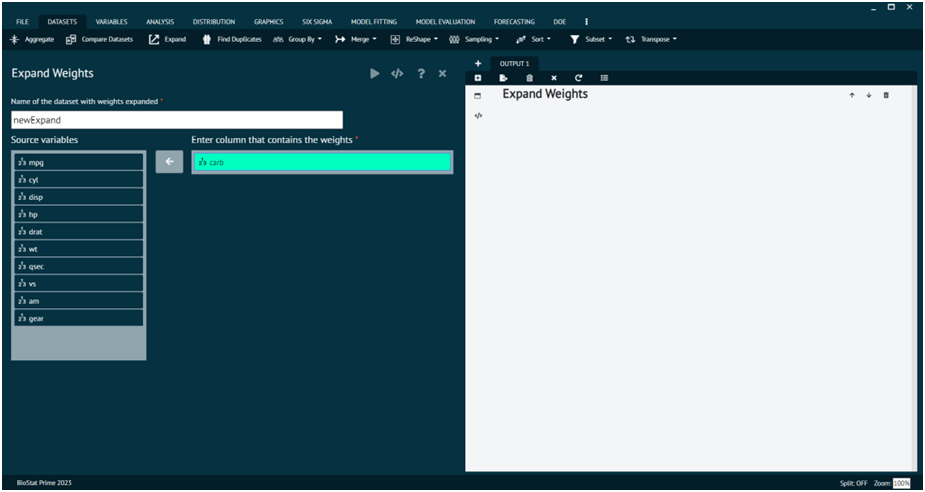 FILE DATASETS VARIABLES ANALYSIS DISTRIBUTION GRAPHICS SIX SIGMA MODEL FITTING MODEL EVALUATION FORECASTING DOE
Aggregate Compare Datasets Expand Find Duplicates Group By Merge ReShape Sampling Sort Subset Transpose
Expand Weights
Name of the dataset with weights expanded *
newExpand
Source variables
Enter column that contains the weights *
mpg
cyl
disp
hp
drat
wt
qsec
vs
am
gear
carb
OUTPUT 1
Expand Weights
BioStat Prime 2023
Split: OFF Zoom: 100%